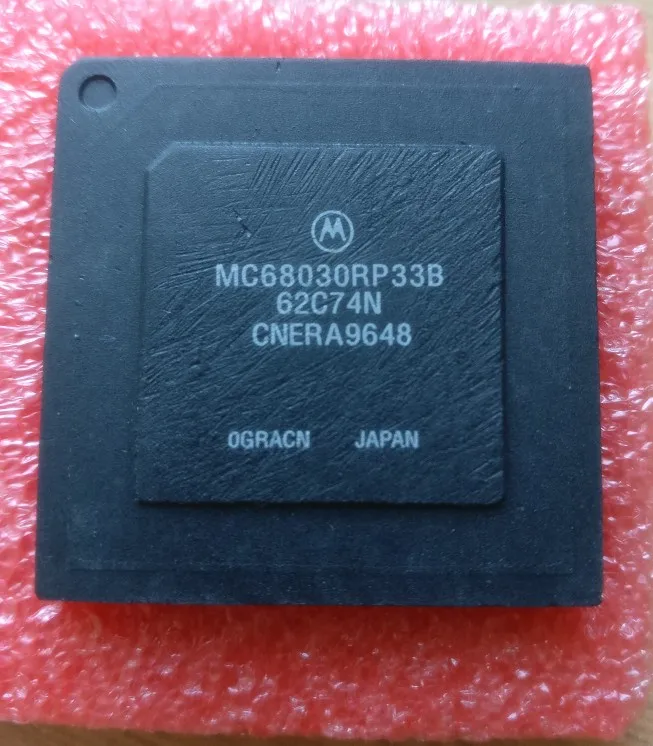 M
MC68030RP33B
62C74N
CNERA9648
0GRACN JAPAN